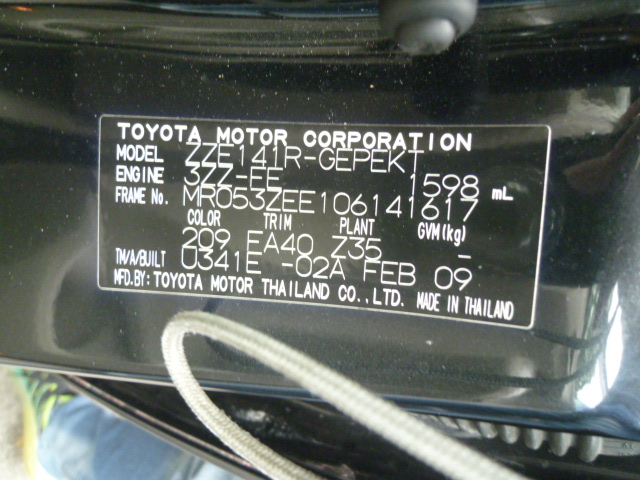 TOYOTA MOTOR CORPORATION
MODEL ZZE141R-GEPEKT
ENGINE 3ZZ-FE 1598 mL
FRAME No. MR053ZEE106141617
COLOR TRIM PLANT GVM(kg)
209 EA40 Z35 -
TM/A/BUILT U341E -02A FEB 09
MFD.BY: TOYOTA MOTOR THAILAND CO.,LTD. MADE IN THAILAND